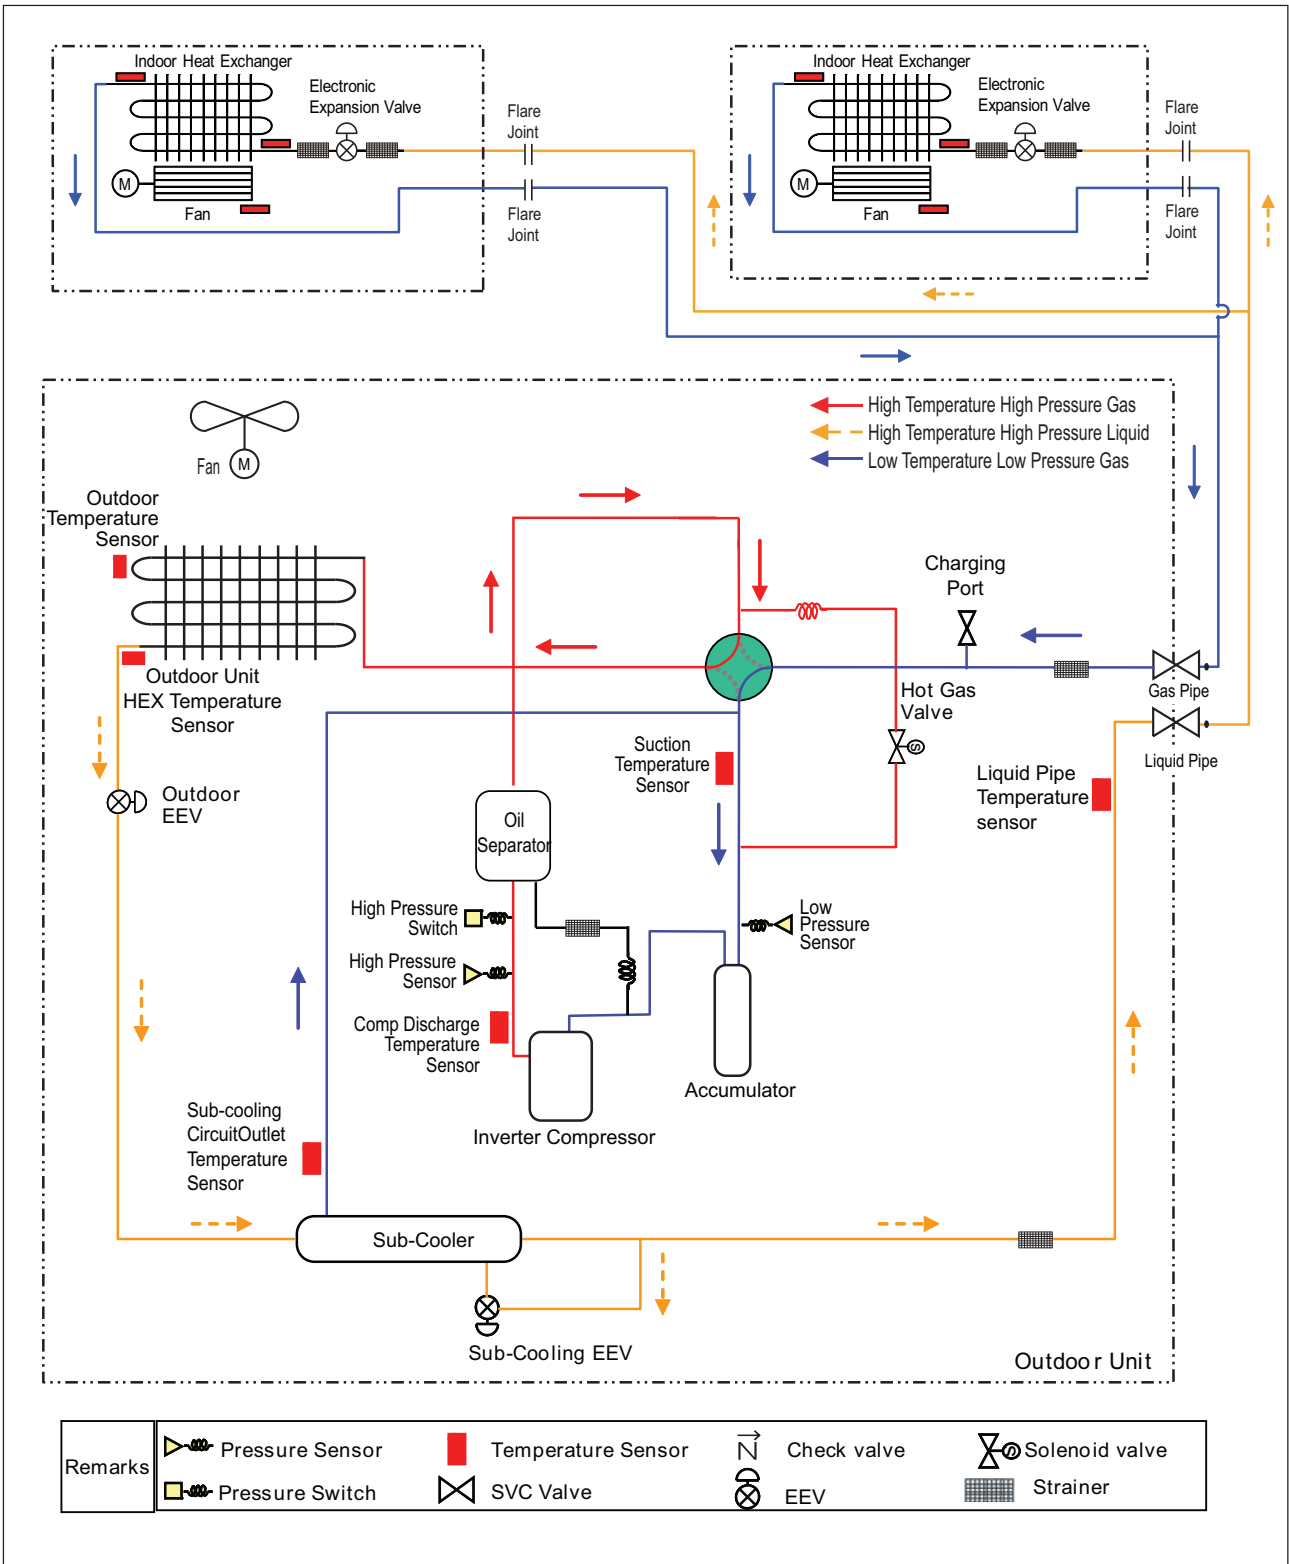 Indoor Heat Exchanger
Electronic
Expansion Valve
Flare
Joint
M
Fan
Flare
Joint
Indoor Heat Exchanger
Electronic
Expansion Valve
Flare
Joint
M
Fan
Flare
Joint
High Temperature High Pressure Gas
High Temperature High Pressure Liquid
Low Temperature Low Pressure Gas
Fan
M
Outdoor
Temperature
Sensor
Charging
Port
Outdoor Unit
HEX Temperature
Sensor
Gas Pipe
Hot Gas
Valve
S
Suction
Temperature
Sensor
Liquid Pipe
Liquid Pipe
Temperature
sensor
Outdoor
EEV
Oil
Separator
High Pressure
Switch
Low
Pressure
Sensor
High Pressure
Sensor
Comp Discharge
Temperature
Sensor
Accumulator
Inverter Compressor
Sub-cooling
CircuitOutlet
Temperature
Sensor
Sub-Cooler
Sub-Cooling EEV
Outdoor Unit
Remarks
Pressure Sensor
Temperature Sensor
Check valve
S
Solenoid valve
Pressure Switch
SVC Valve
EEV
Strainer